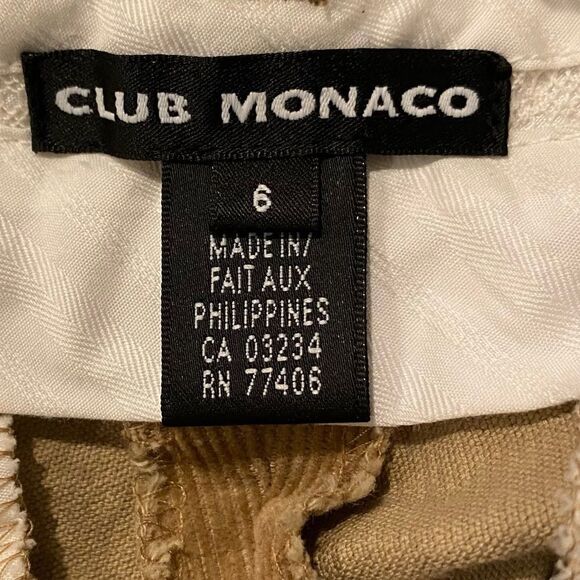 CLUB MONACO
6
MADE IN/
FAIT AUX
PHILIPPINES
CA 03234
RN 77406